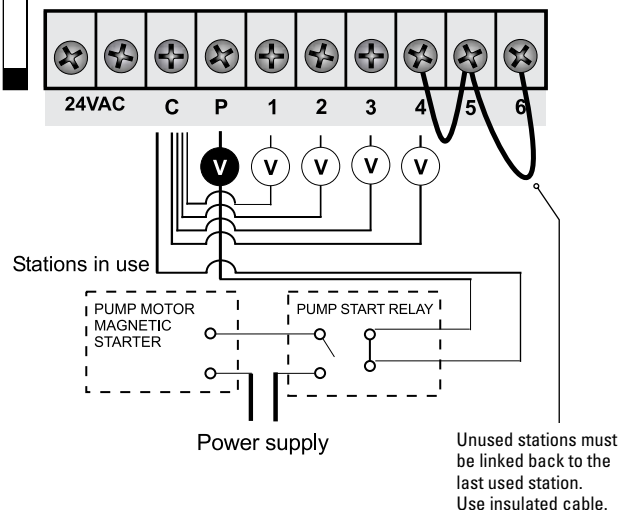 24VAC C P 1 2 3 4 5 6
V V V V V
Stations in use
PUMP MOTOR
MAGNETIC
STARTER
PUMP START RELAY
Power supply
Unused stations must
be linked back to the
last used station.
Use insulated cable.